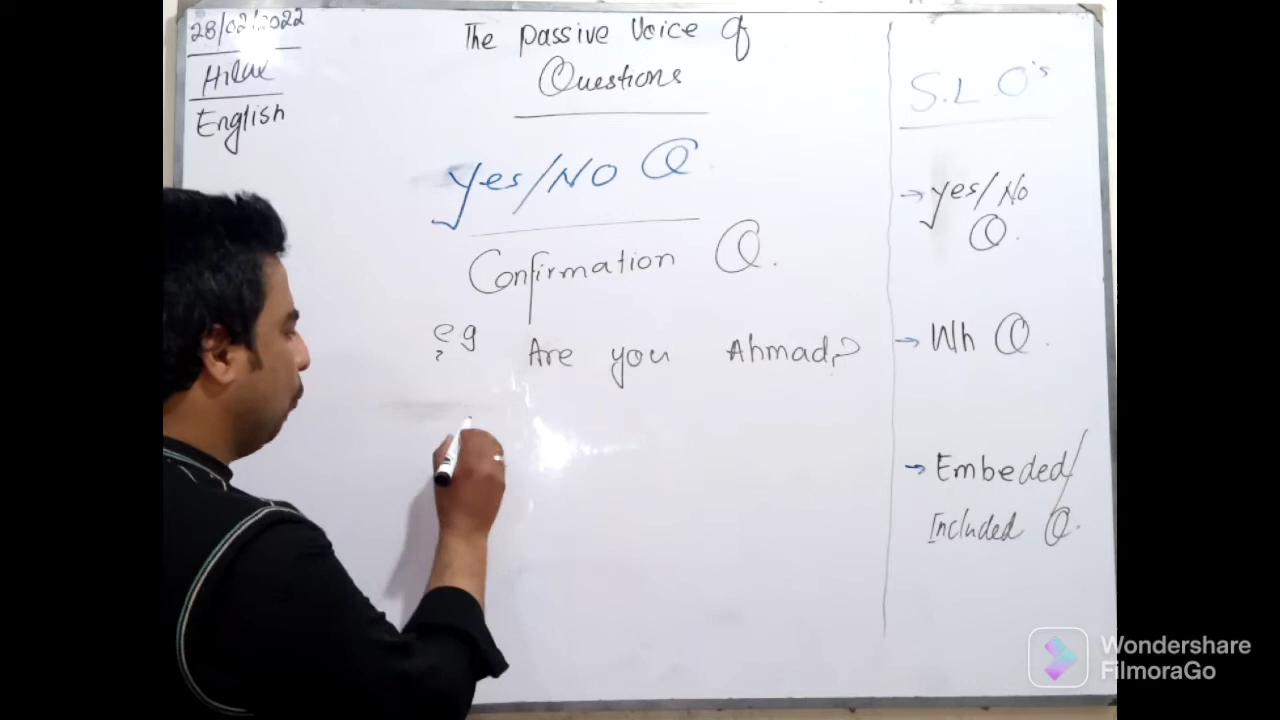 28/02/2022
Hilal
English
The passive Voice of
Questions
Yes/NO Q.
Confirmation Q.
e.g Are you Ahmad?
S.L.O's
→ Yes/No
Q.
→ Wh Q.
→ Embeded/
Included Q.
Wondershare
FilmoraGo